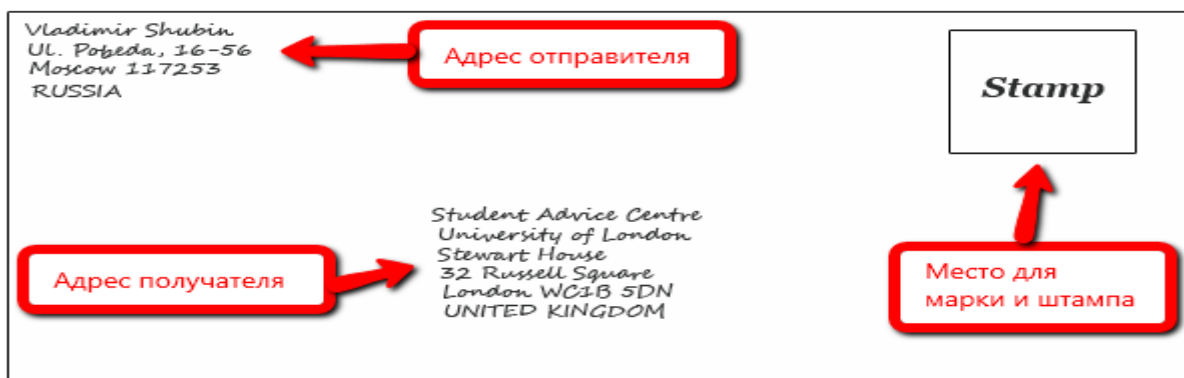 Vladimir Shubin
Ul. Pobeda, 16-56
Moscow 117253
RUSSIA
Адрес отправителя
Stamp
Student Advice Centre
University of London
Stewart House
32 Russell Square
London WC1B 5DN
UNITED KINGDOM
Адрес получателя
Место для
марки и штампа